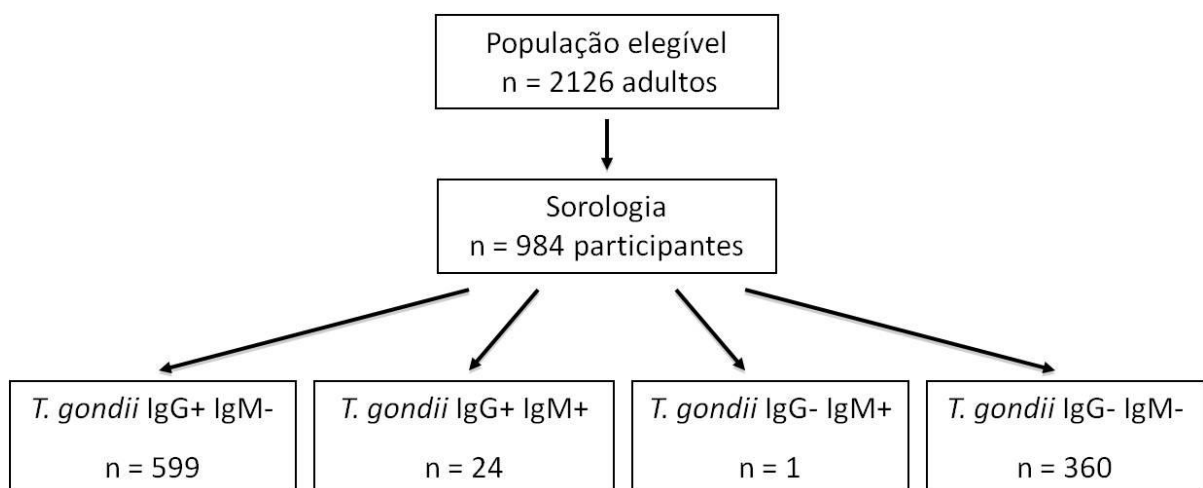 População elegível
n = 2126 adultos
Sorologia
n = 984 participantes
T. gondii IgG+ IgM-
n = 599
T. gondii IgG+ IgM+
n = 24
T. gondii IgG- IgM+
n = 1
T. gondii IgG- IgM-
n = 360